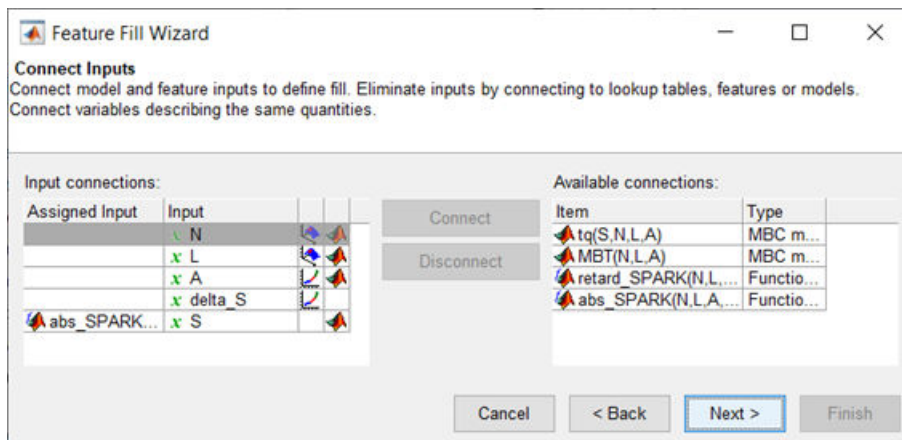 Feature Fill Wizard
Connect Inputs
Connect model and feature inputs to define fill. Eliminate inputs by connecting to lookup tables, features or models.
Connect variables describing the same quantities.
Input connections:
Assigned Input Input
x N
x L
x A
x delta_S
abs_SPARK... x S
Connect
Disconnect
Available connections:
Item Type
tq(S,N,L,A) MBC m...
MBT(N,L,A) MBC m...
retard_SPARK(N,L,... Functio...
abs_SPARK(N,L,A,... Functio...
Cancel < Back Next > Finish